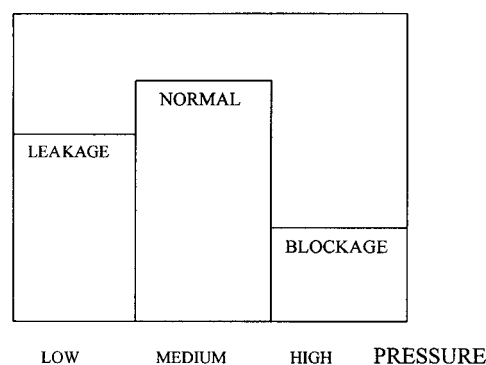 NORMAL
LEAKAGE
BLOCKAGE
LOW MEDIUM HIGH PRESSURE